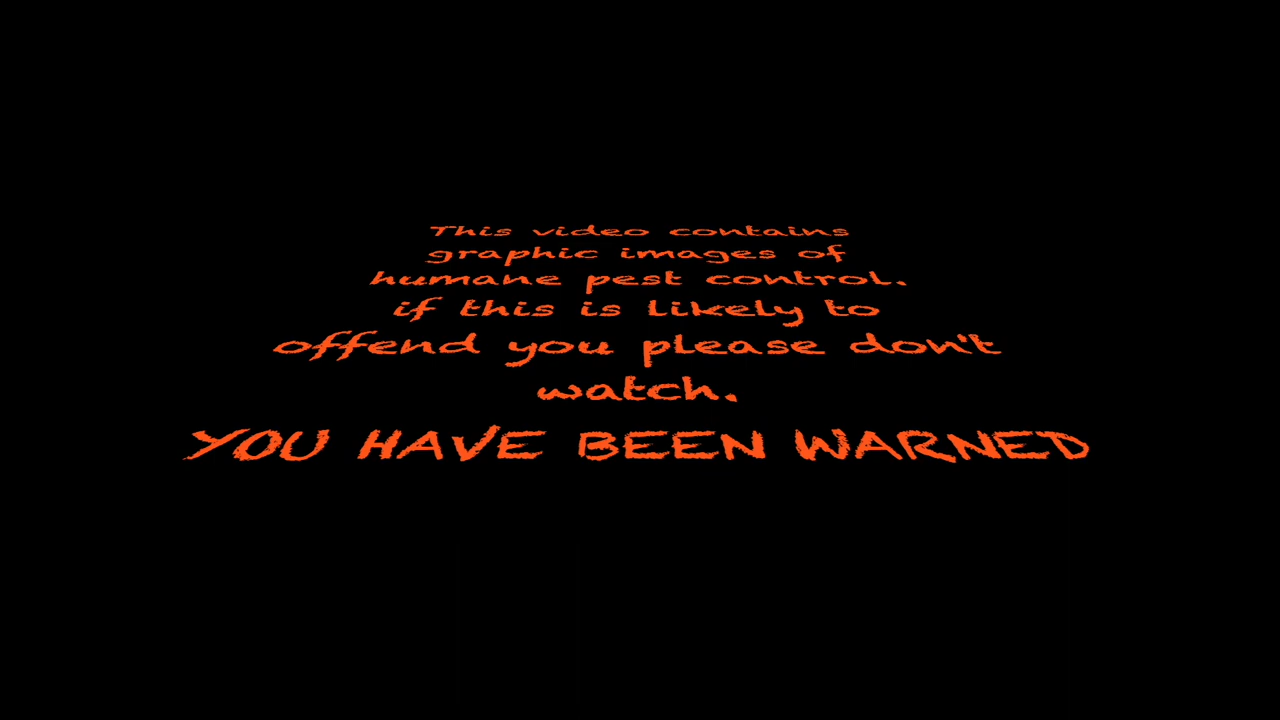 This video contains
graphic images of
humane pest control.
if this is likely to
offend you please don't
watch.
YOU HAVE BEEN WARNED